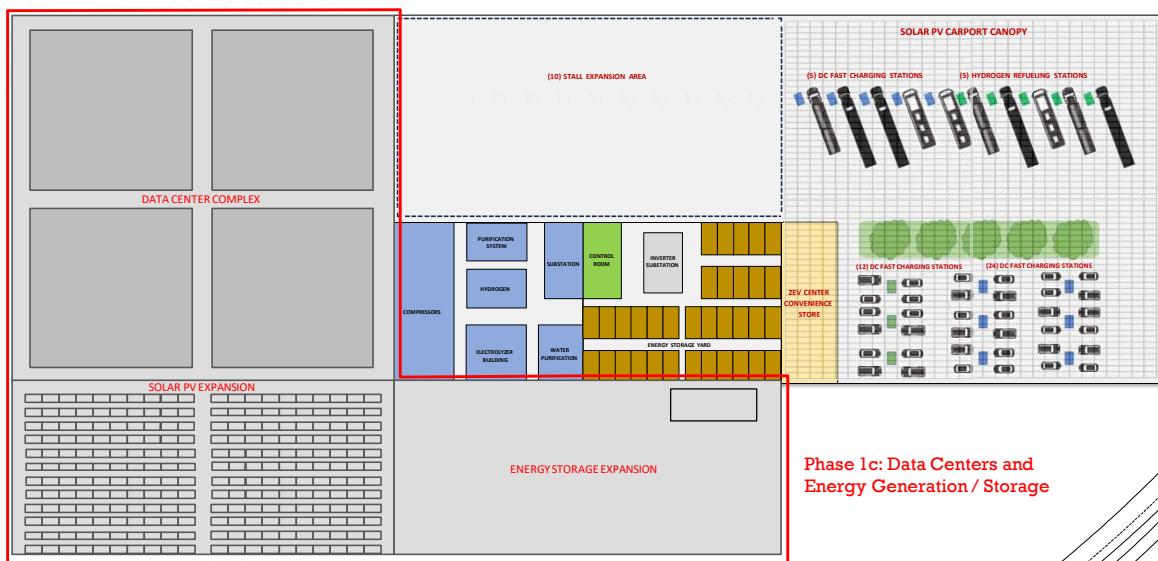 SOLAR PV CARPORT CANOPY
(10) STALL EXPANSION AREA
(5) DC FAST CHARGING STATIONS
(5) HYDROGEN REFUELING STATIONS
DATA CENTER COMPLEX
PURIFICATION
SYSTEM
SUBSTATION
CONTROL
ROOM
INVERTER
SUBSTATION
HYDROGEN
COMPRESSORS
ELECTROLYZER
BUILDING
WATER
PURIFICATION
ENERGY STORAGE YARD
ZEV CENTER
CONVENIENCE
STORE
(12) DC FAST CHARGING STATIONS
(24) DC FAST CHARGING STATIONS
SOLAR PV EXPANSION
ENERGY STORAGE EXPANSION
Phase 1c: Data Centers and
Energy Generation / Storage